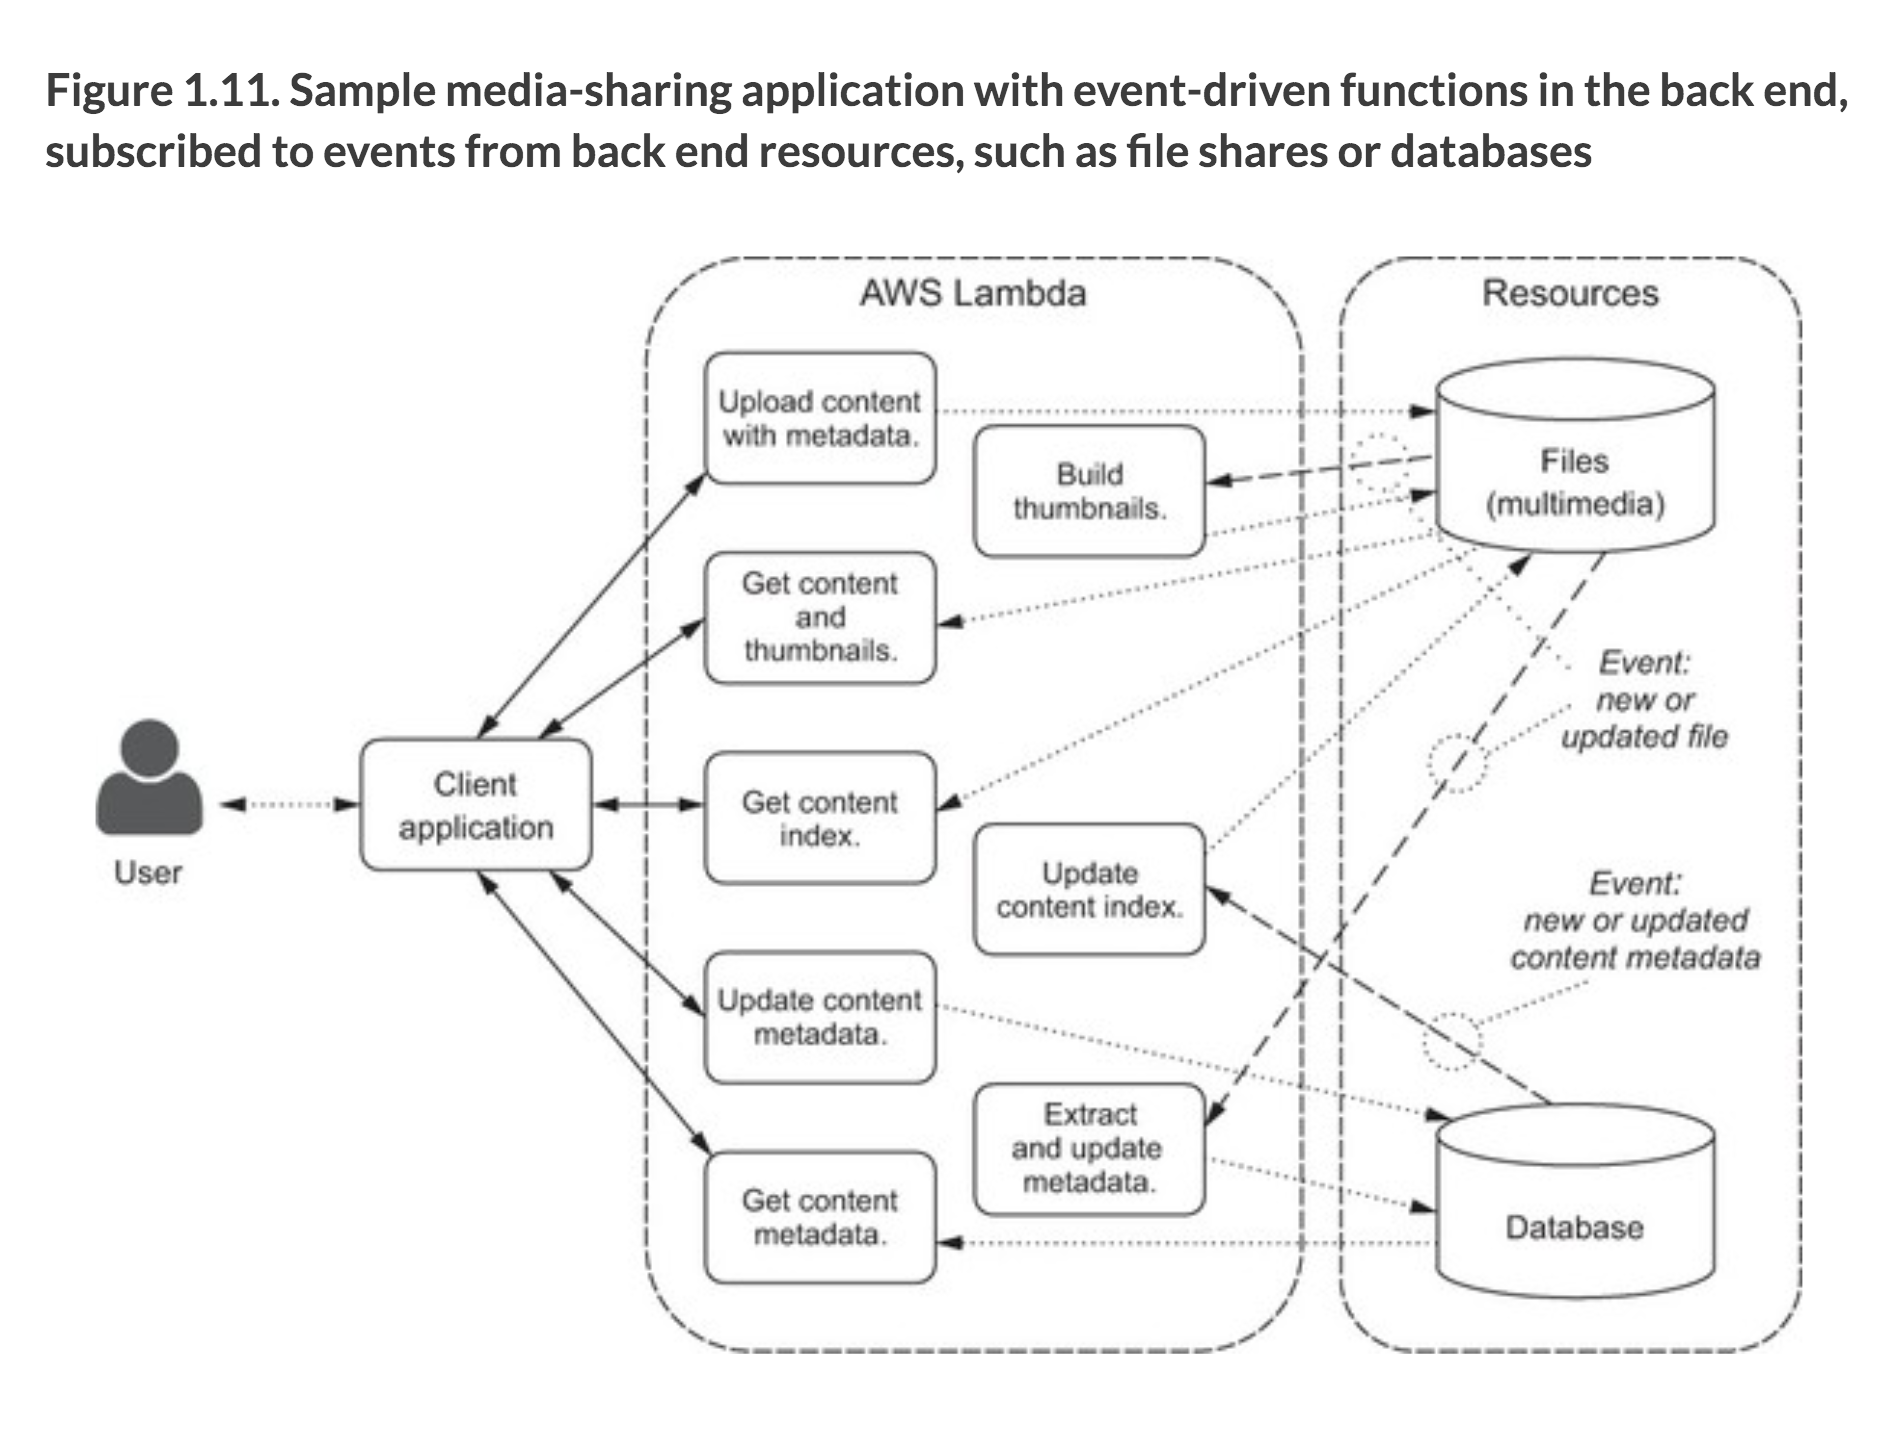 Figure 1.11. Sample media-sharing application with event-driven functions in the back end,
subscribed to events from back end resources, such as file shares or databases
AWS Lambda
Resources
Upload content
with metadata.
Build
thumbnails.
Files
(multimedia)
Get content
and
thumbnails.
Event:
new or
updated file
User
Client
application
Get content
index.
Update
content index.
Event:
new or updated
content metadata
Update content
metadata.
Extract
and update
metadata.
Get content
metadata.
Database